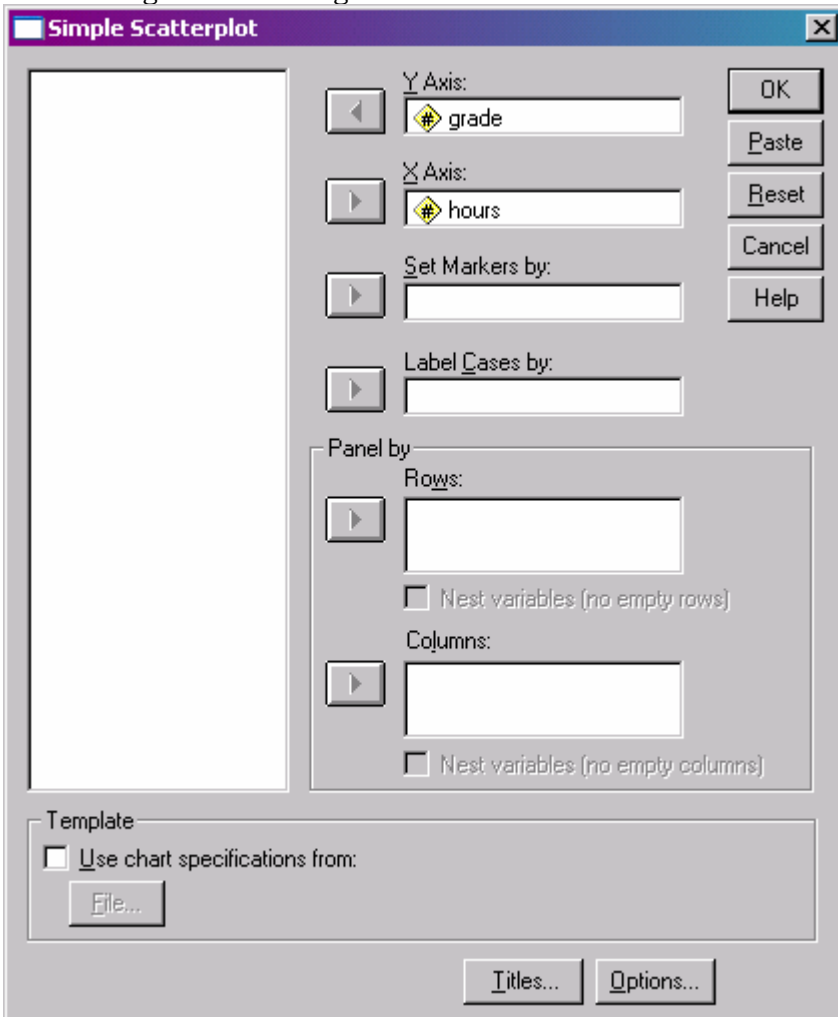 Simple Scatterplot
Y Axis:
# grade
OK
Paste
X Axis:
# hours
Reset
Cancel
Set Markers by:
Help
Label Cases by:
Panel by
Rows:
Nest variables (no empty rows)
Columns:
Nest variables (no empty columns)
Template
Use chart specifications from:
File...
Titles...
Options...